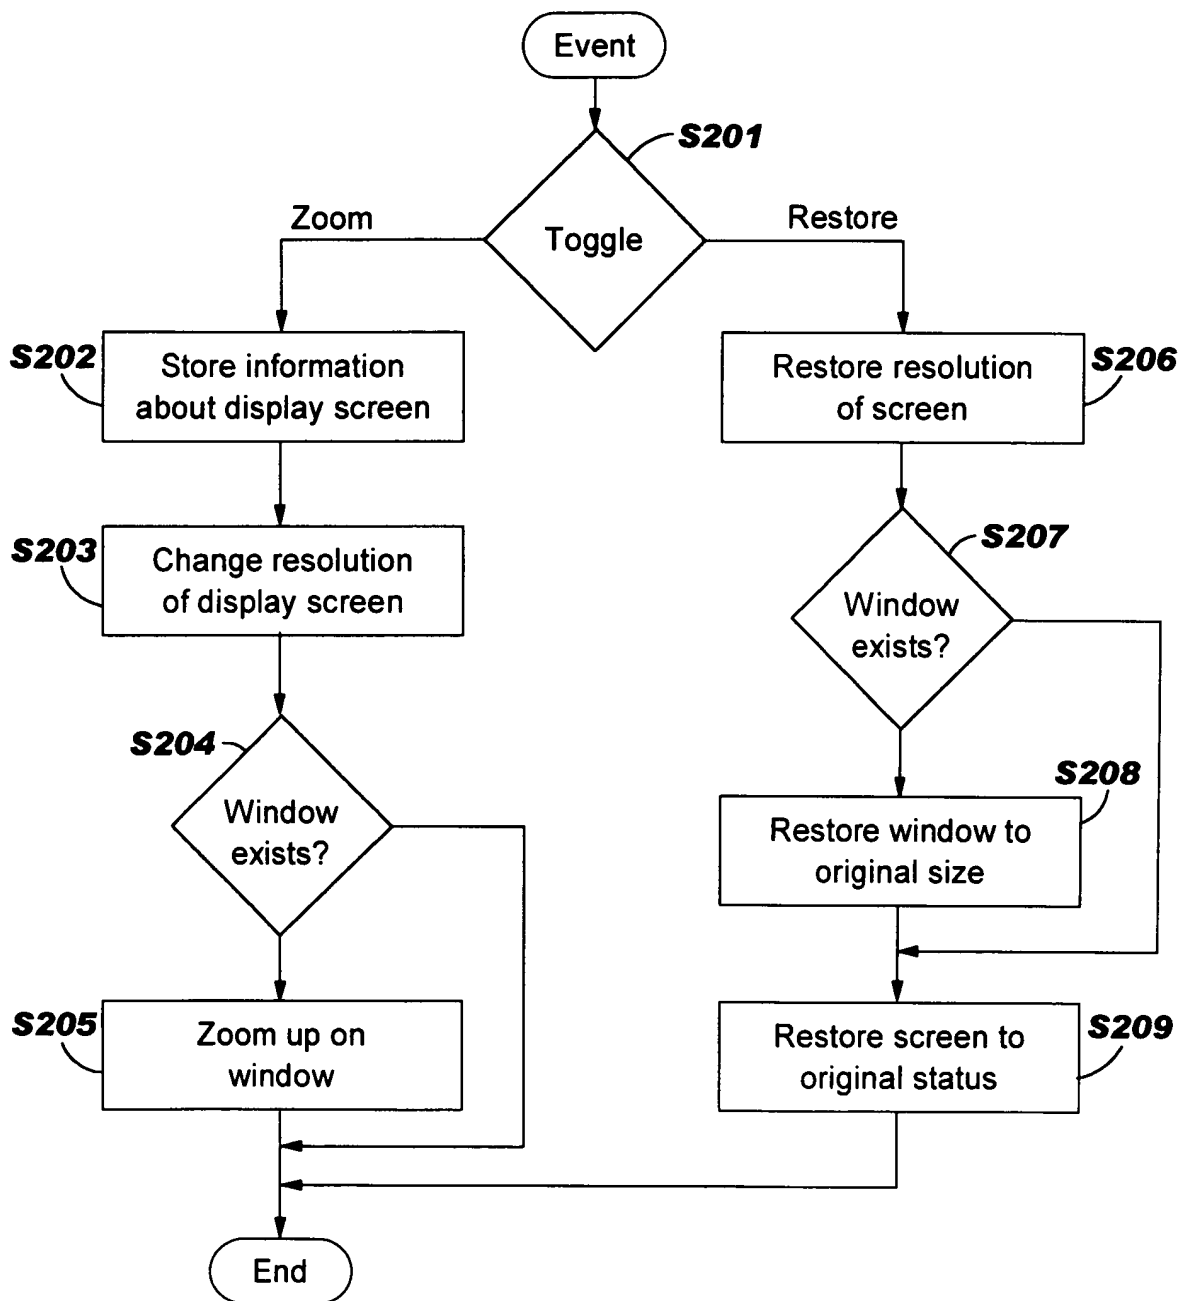 Event
S201
Toggle
Zoom
Restore
S202
Store information
about display screen
S203
Change resolution
of display screen
S204
Window
exists?
S205
Zoom up on
window
S206
Restore resolution
of screen
S207
Window
exists?
S208
Restore window to
original size
S209
Restore screen to
original status
End